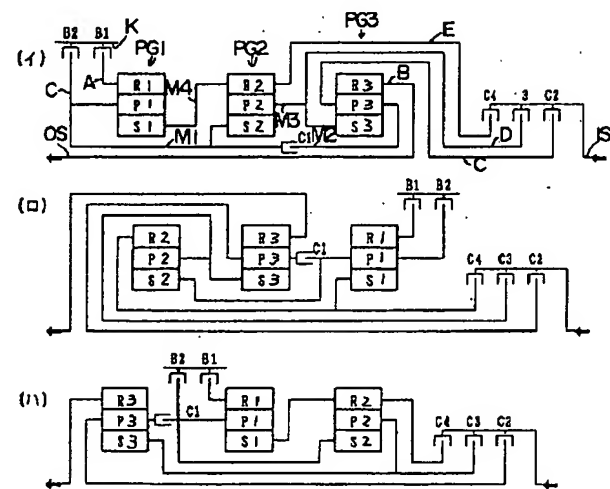 B2 B1 K PG1 PG2 PG3 E
(イ)
C A R1 M4 R2 R3 B
P1 P2 P3
S1 S2 M3 S3
C4 3 C2
OS M1 C1 M2 D C IS
(ロ)
B1 B2
R2 R3 R1
P2 P3 C1 P1
S2 S3 S1
C4 C3 C2
(ハ)
B2 B1
R3 R1 R2
P3 C1 P1 P2
S3 S1 S2
C4 C3 C2